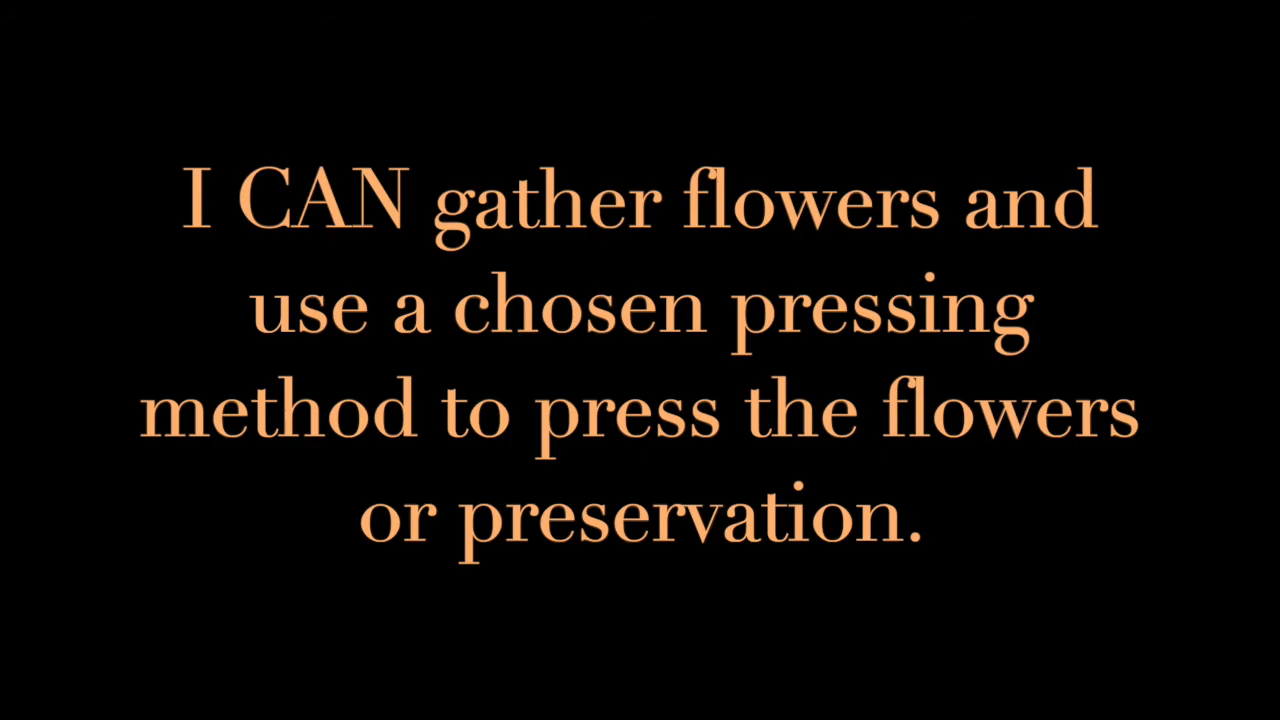 I CAN gather flowers and
use a chosen pressing
method to press the flowers
or preservation.